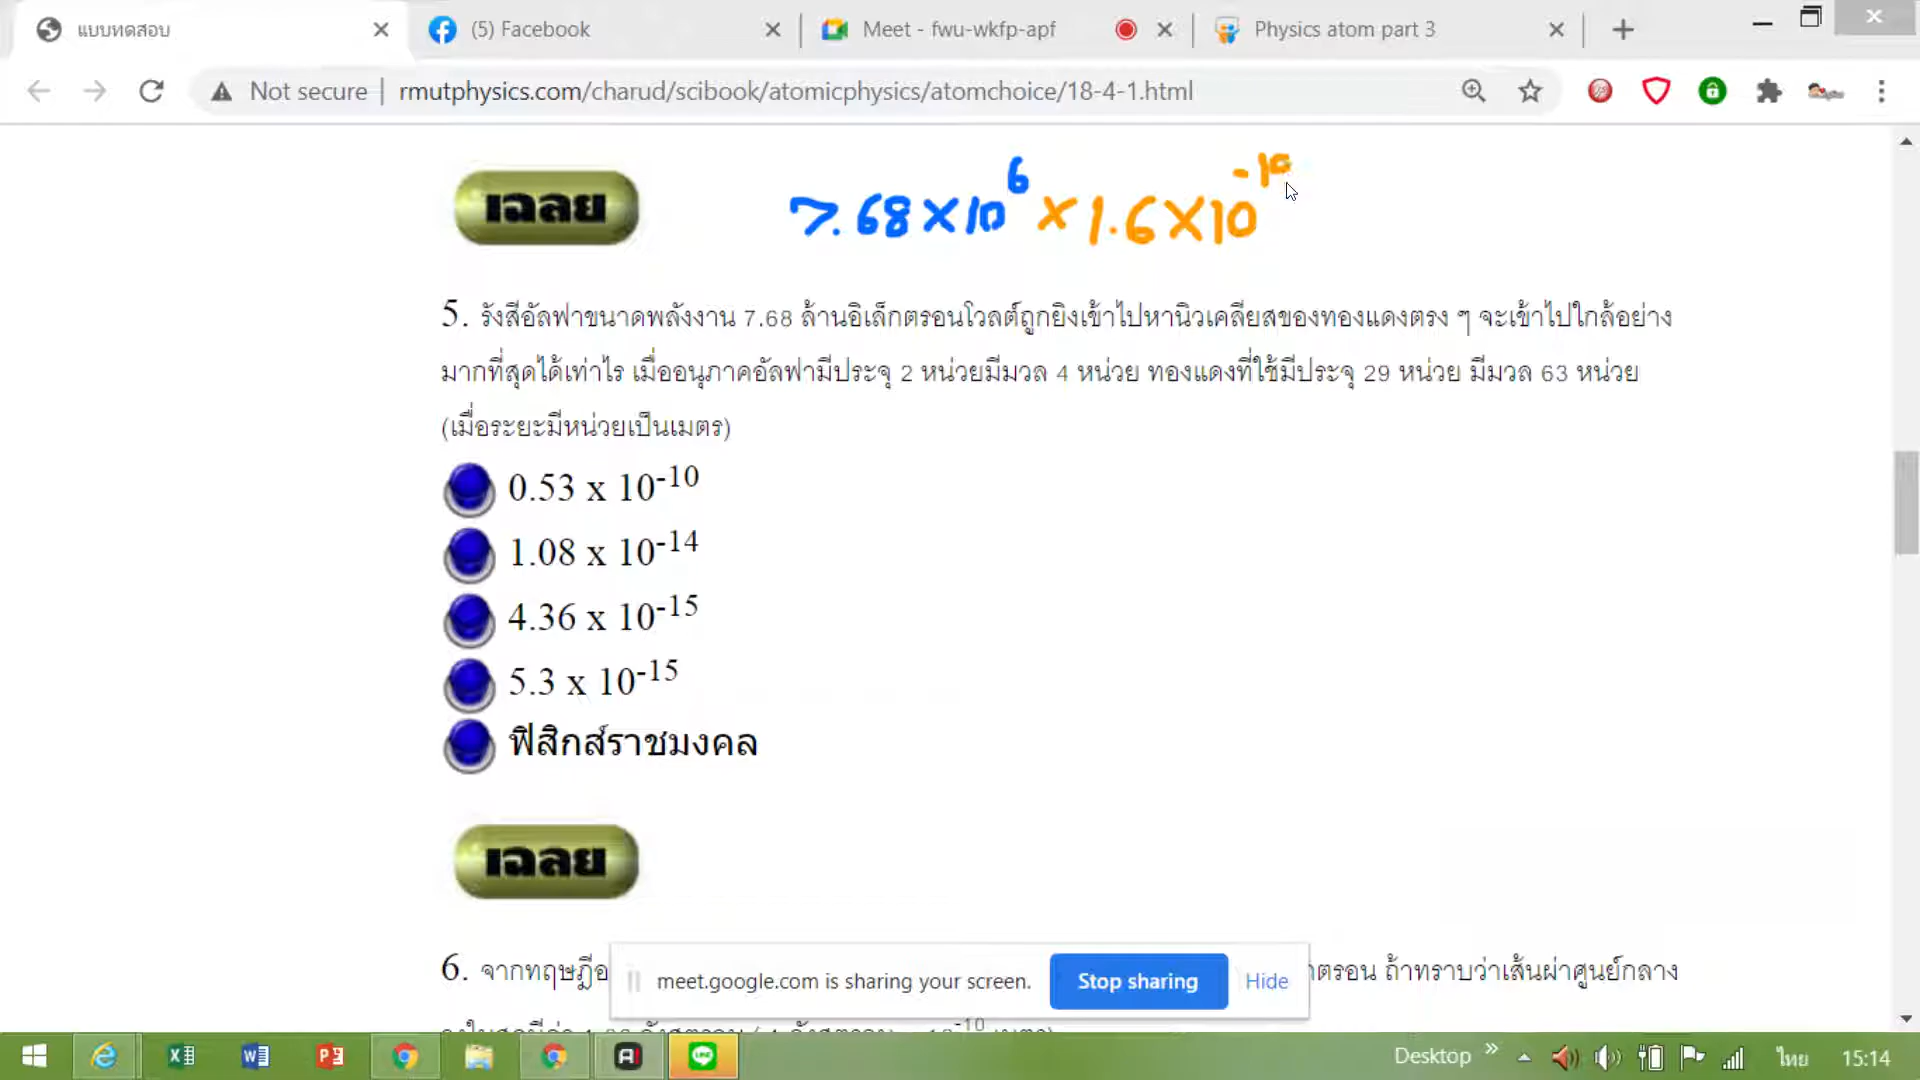 แบบทดสอบ
(5) Facebook
Meet - fwu-wkfp-apf
Physics atom part 3
Not secure
rmutphysics.com/charud/scibook/atomicphysics/atomchoice/18-4-1.html
เฉลย
7.68×10^6 ×1.6×10^-19
5. รังสีอัลฟาขนาดพลังงาน 7.68 ล้านอิเล็กตรอนโวลต์ถูกยิงเข้าไปหานิวเคลียสของทองแดงตรง ๆ จะเข้าไปใกล้อย่าง
มากที่สุดได้เท่าไร เมื่ออนุภาคอัลฟามีประจุ 2 หน่วยมีมวล 4 หน่วย ทองแดงที่ใช้มีประจุ 29 หน่วย มีมวล 63 หน่วย
(เมื่อระยะมีหน่วยเป็นเมตร)
0.53 x 10^-10
1.08 x 10^-14
4.36 x 10^-15
5.3 x 10^-15
ฟิสิกส์ราชมงคล
เฉลย
6. จากทฤษฎีอ
ตรอน ถ้าทราบว่าเส้นผ่าศูนย์กลาง
meet.google.com is sharing your screen.
Stop sharing
Hide
Desktop
ไทย
15:14